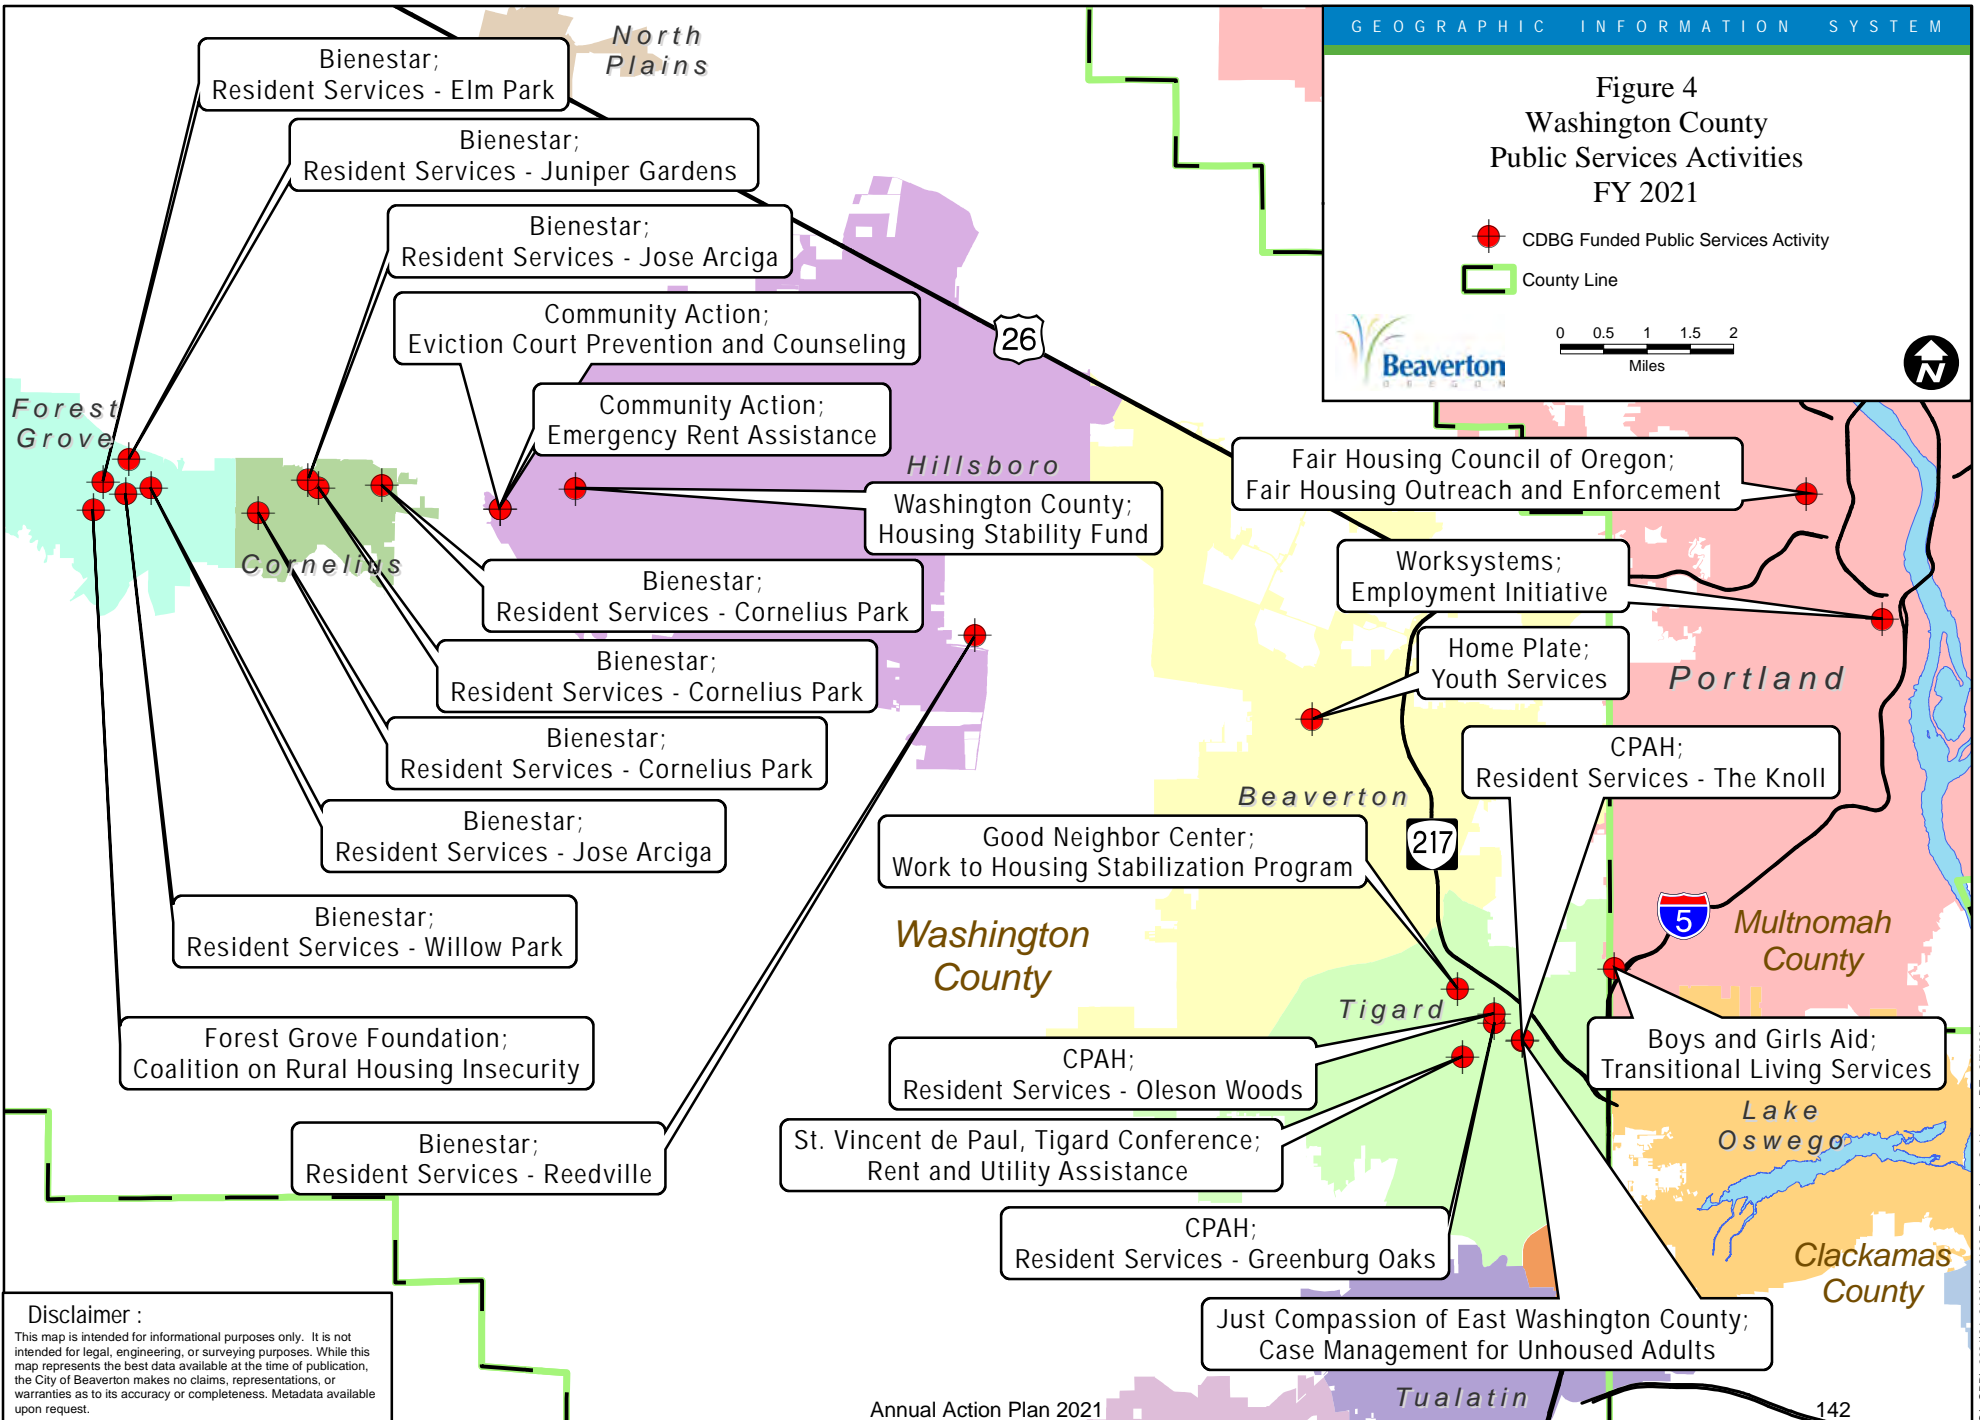 GEOGRAPHIC INFORMATION SYSTEM
Figure 4
Washington County
Public Services Activities
FY 2021
CDBG Funded Public Services Activity
County Line
0 0.5 1 1.5 2
Miles
Beaverton
OREGON
N
North
Plains
Bienestar;
Resident Services - Elm Park
Bienestar;
Resident Services - Juniper Gardens
Bienestar;
Resident Services - Jose Arciga
Community Action;
Eviction Court Prevention and Counseling
26
Community Action;
Emergency Rent Assistance
Forest
Grove
Hillsboro
Fair Housing Council of Oregon;
Fair Housing Outreach and Enforcement
Washington County;
Housing Stability Fund
Cornelius
Worksystems;
Employment Initiative
Bienestar;
Resident Services - Cornelius Park
Home Plate;
Youth Services
Portland
Bienestar;
Resident Services - Cornelius Park
Bienestar;
Resident Services - Cornelius Park
CPAH;
Resident Services - The Knoll
Beaverton
Bienestar;
Resident Services - Jose Arciga
Good Neighbor Center;
Work to Housing Stabilization Program
217
5
Bienestar;
Resident Services - Willow Park
Washington
County
Multnomah
County
Tigard
Forest Grove Foundation;
Coalition on Rural Housing Insecurity
CPAH;
Resident Services - Oleson Woods
Boys and Girls Aid;
Transitional Living Services
Lake
Oswego
Bienestar;
Resident Services - Reedville
St. Vincent de Paul, Tigard Conference;
Rent and Utility Assistance
CPAH;
Resident Services - Greenburg Oaks
Clackamas
County
Just Compassion of East Washington County;
Case Management for Unhoused Adults
Tualatin
Disclaimer :
This map is intended for informational purposes only. It is not
intended for legal, engineering, or surveying purposes. While this
map represents the best data available at the time of publication,
the City of Beaverton makes no claims, representations, or
warranties as to its accuracy or completeness. Metadata available
upon request.
Annual Action Plan 2021
142